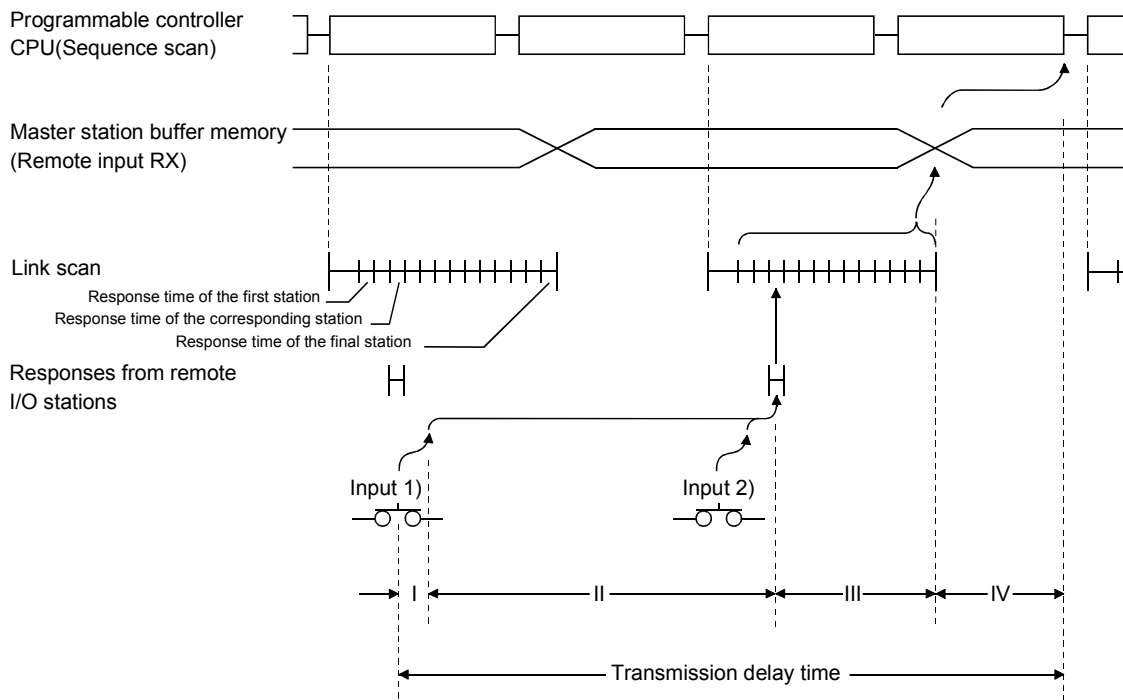 Programmable controller
CPU(Sequence scan)
Master station buffer memory
(Remote input RX)
Link scan
Response time of the first station
Response time of the corresponding station
Response time of the final station
Responses from remote
I/O stations
Input 1)
Input 2)
I
II
III
IV
Transmission delay time